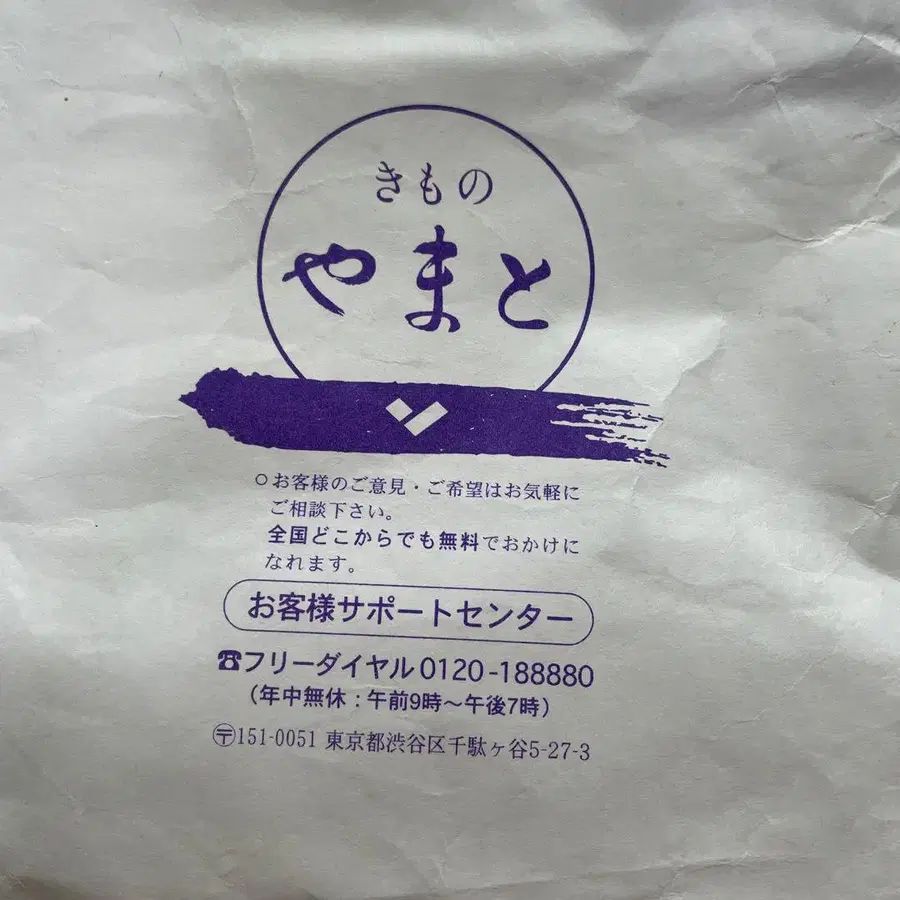 きもの
やまと
○お客様のご意見・ご希望はお気軽に
ご相談下さい。
全国どこからでも無料でおかけに
なれます。
お客様サポートセンター
☎フリーダイヤル0120-188880
(年中無休:午前9時〜午後7時)
〶151-0051 東京都渋谷区千駄ヶ谷5-27-3